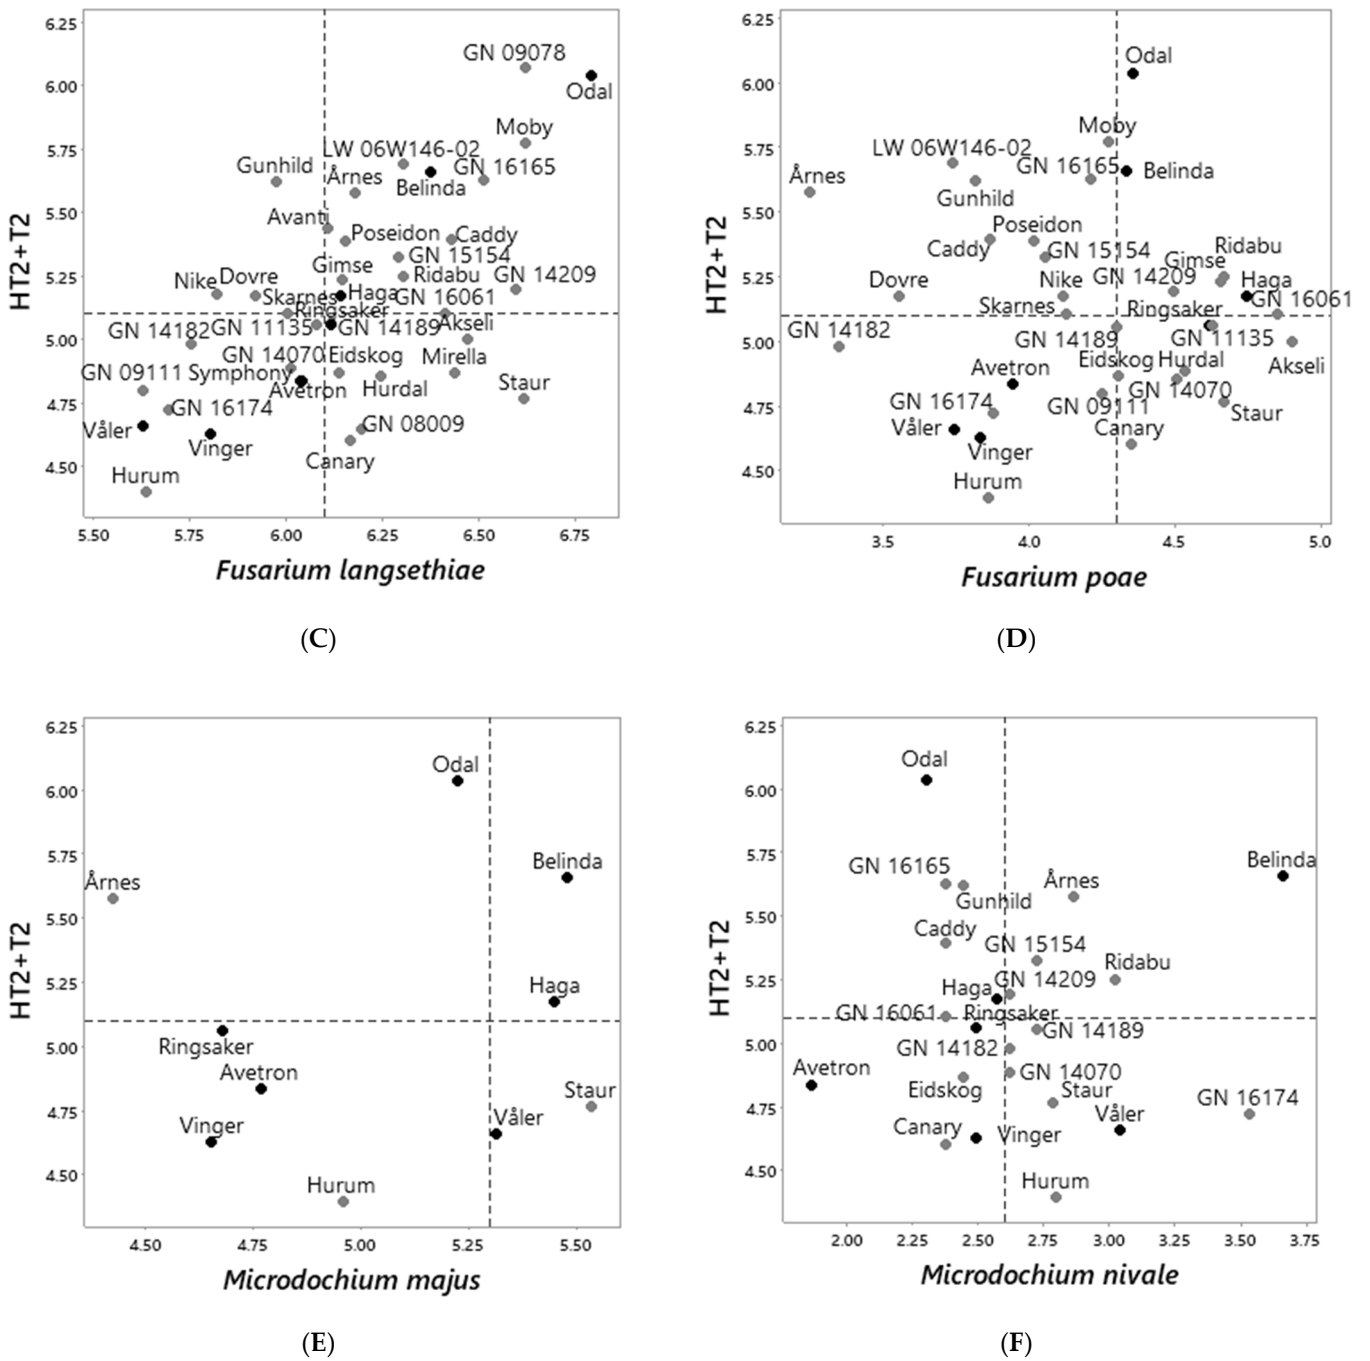 6.25
6.00
5.75
5.50
5.25
5.00
4.75
4.50
HT2+T2
GN 09078
Odal
Moby
LW 06W146-02
GN 16165
Gunhild
Årnes
Belinda
Avanti
Poseidon
Caddy
GN 15154
Gimse
Ridabu
GN 14209
Nike
Dovre
Skarnes
Haga
GN 16061
Ringsaker
GN 14182
GN 11135
GN 14189
Akseli
GN 14070
Eidskog
Mirella
GN 09111
Symphony
Avetron
Hurdal
Staur
GN 16174
GN 08009
Våler
Vinger
Canary
Hurum
5.50
5.75
6.00
6.25
6.50
6.75
Fusarium langsethiae
(C)
6.25
6.00
5.75
5.50
5.25
5.00
4.75
4.50
HT2+T2
Odal
Moby
LW 06W146-02
GN 16165
Belinda
Årnes
Gunhild
Poseidon
Caddy
GN 15154
Ridabu
Gimse
Dovre
Nike
GN 14209
Haga
Skarnes
Ringsaker
GN 16061
GN 14182
GN 14189
GN 11135
Avetron
Eidskog
Hurdal
Akseli
GN 16174
GN 09111
GN 14070
Staur
Våler
Canary
Vinger
Hurum
3.5
4.0
4.5
5.0
Fusarium poae
(D)
6.25
6.00
5.75
5.50
5.25
5.00
4.75
4.50
HT2+T2
Odal
Belinda
Årnes
Haga
Ringsaker
Avetron
Staur
Vinger
Våler
Hurum
4.50
4.75
5.00
5.25
5.50
Microdochium majus
(E)
6.25
6.00
5.75
5.50
5.25
5.00
4.75
4.50
HT2+T2
Odal
Belinda
GN 16165
Årnes
Gunhild
Caddy
GN 15154
Ridabu
Haga
GN 14209
GN 16061
Ringsaker
GN 14189
GN 14182
Avetron
GN 14070
Eidskog
Staur
GN 16174
Canary
Våler
Vinger
Hurum
2.00
2.25
2.50
2.75
3.00
3.25
3.50
3.75
Microdochium nivale
(F)